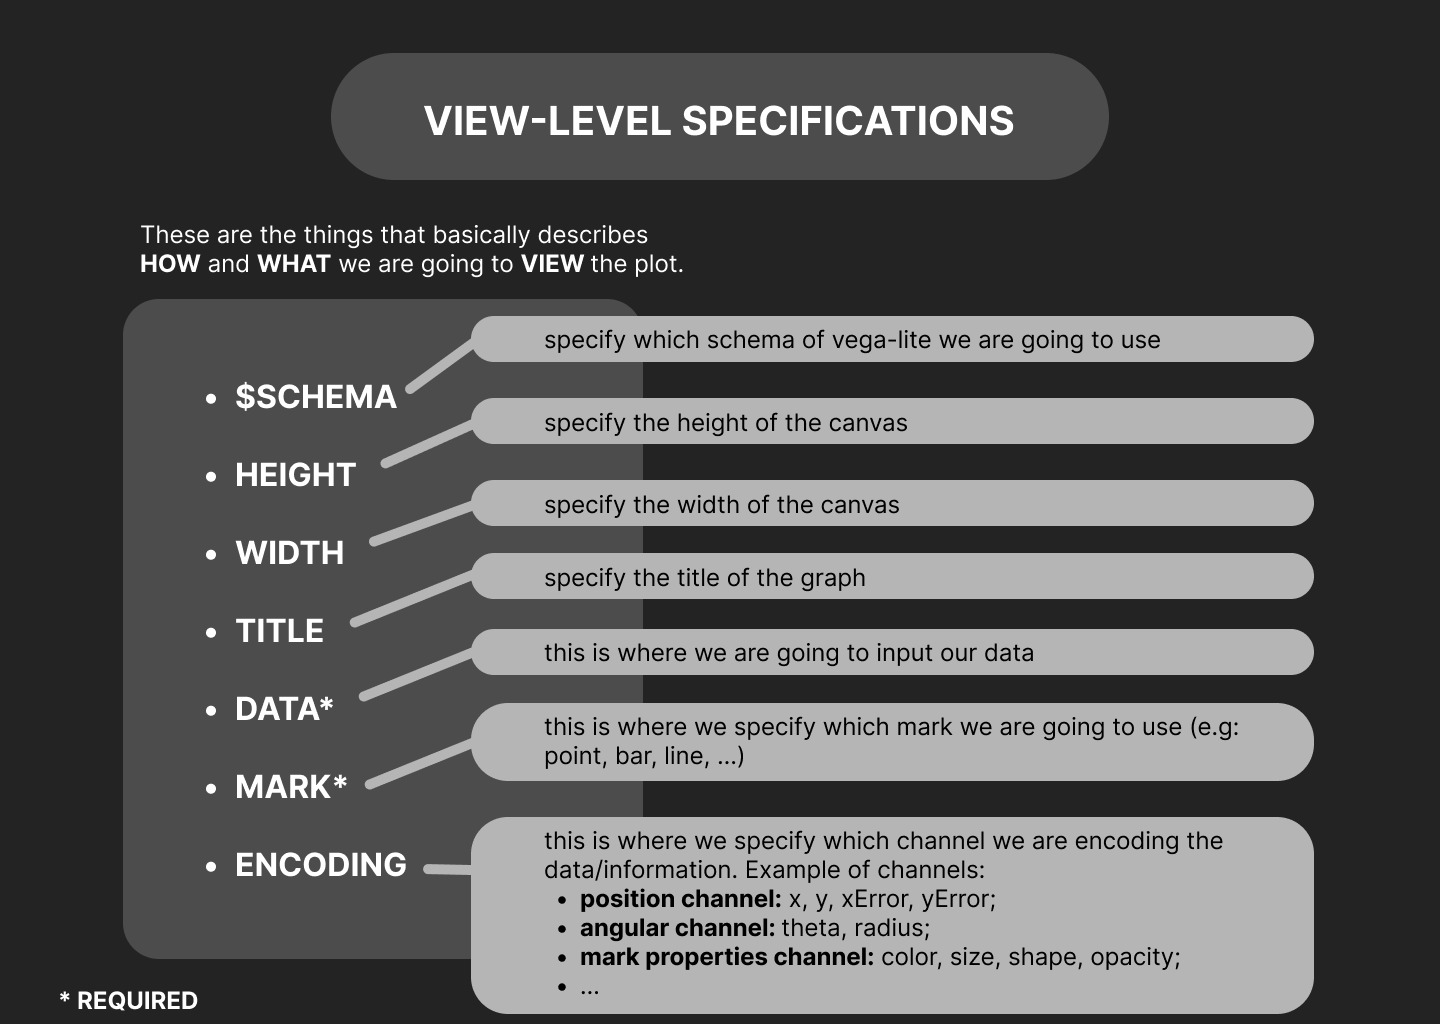 VIEW-LEVEL SPECIFICATIONS
These are the things that basically describes
HOW and WHAT we are going to VIEW the plot.
• $SCHEMA
specify which schema of vega-lite we are going to use
• HEIGHT
specify the height of the canvas
• WIDTH
specify the width of the canvas
• TITLE
specify the title of the graph
• DATA*
this is where we are going to input our data
• MARK*
this is where we specify which mark we are going to use (e.g:
point, bar, line, ...)
• ENCODING
this is where we specify which channel we are encoding the
data/information. Example of channels:
• position channel: x, y, xError, yError;
• angular channel: theta, radius;
• mark properties channel: color, size, shape, opacity;
• ...
* REQUIRED